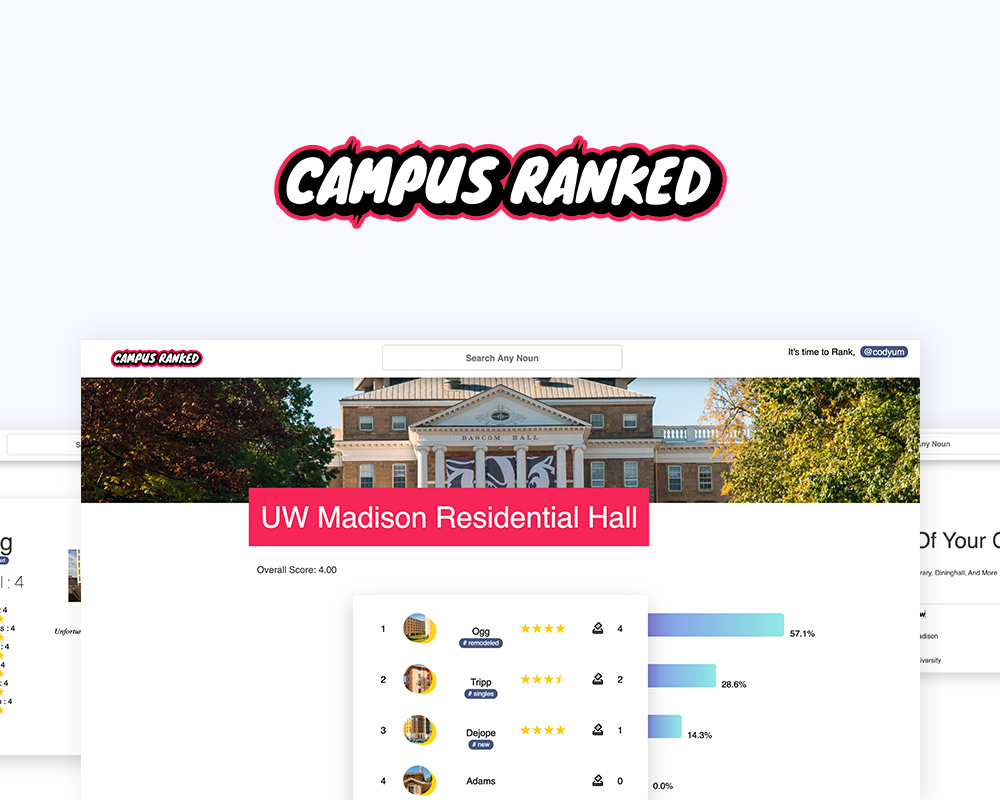 CAMPUS RANKED
CAMPUS RANKED
Search Any Noun
It's time to Rank, @codyum
BASCOM HALL
UW Madison Residential Hall
Overall Score: 4.00
1 Ogg 4 57.1%
# remodeled
2 Tripp 2 28.6%
# singles
3 Dejope 1 14.3%
# new
4 Adams 0 0.0%
S
g
ed
l : 4
: 4
s : 4
: 4
: 4
: 4
: 4
Unfortu
ny Noun
Of Your C
rary, Dininghall, And More
w
adison
iversity